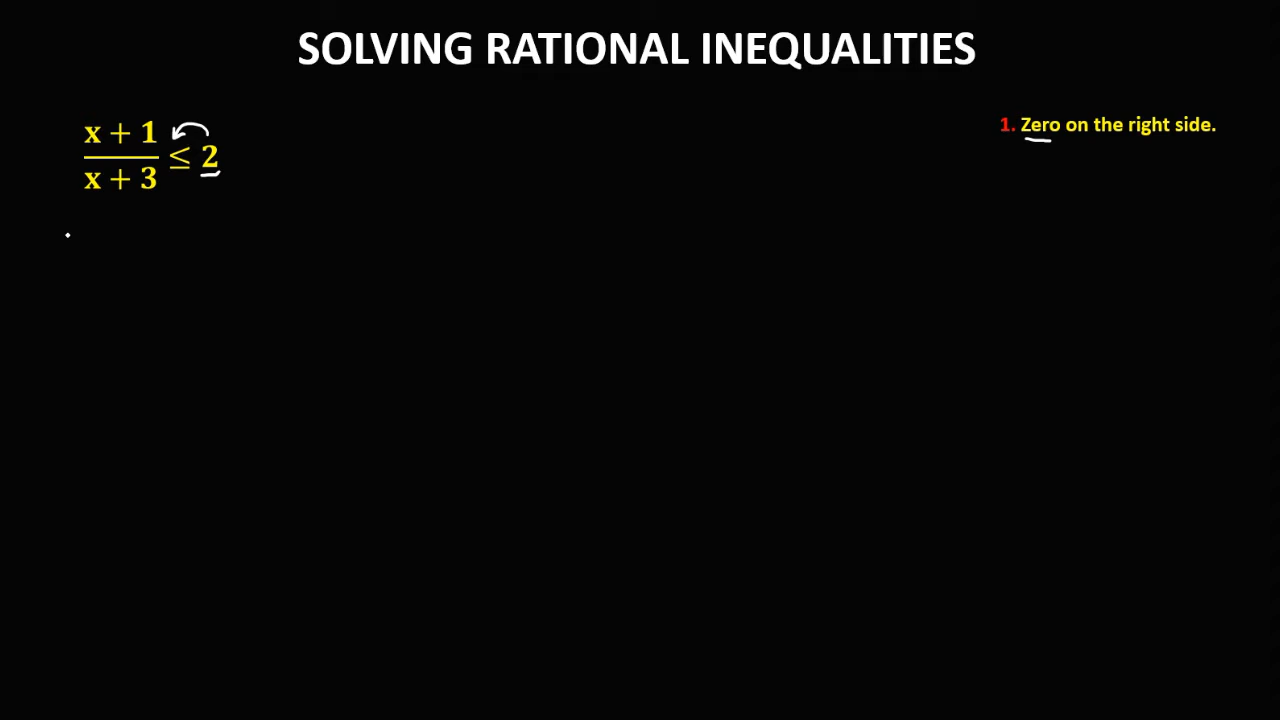 SOLVING RATIONAL INEQUALITIES
x + 1
≤ 2
x + 3
1. Zero on the right side.